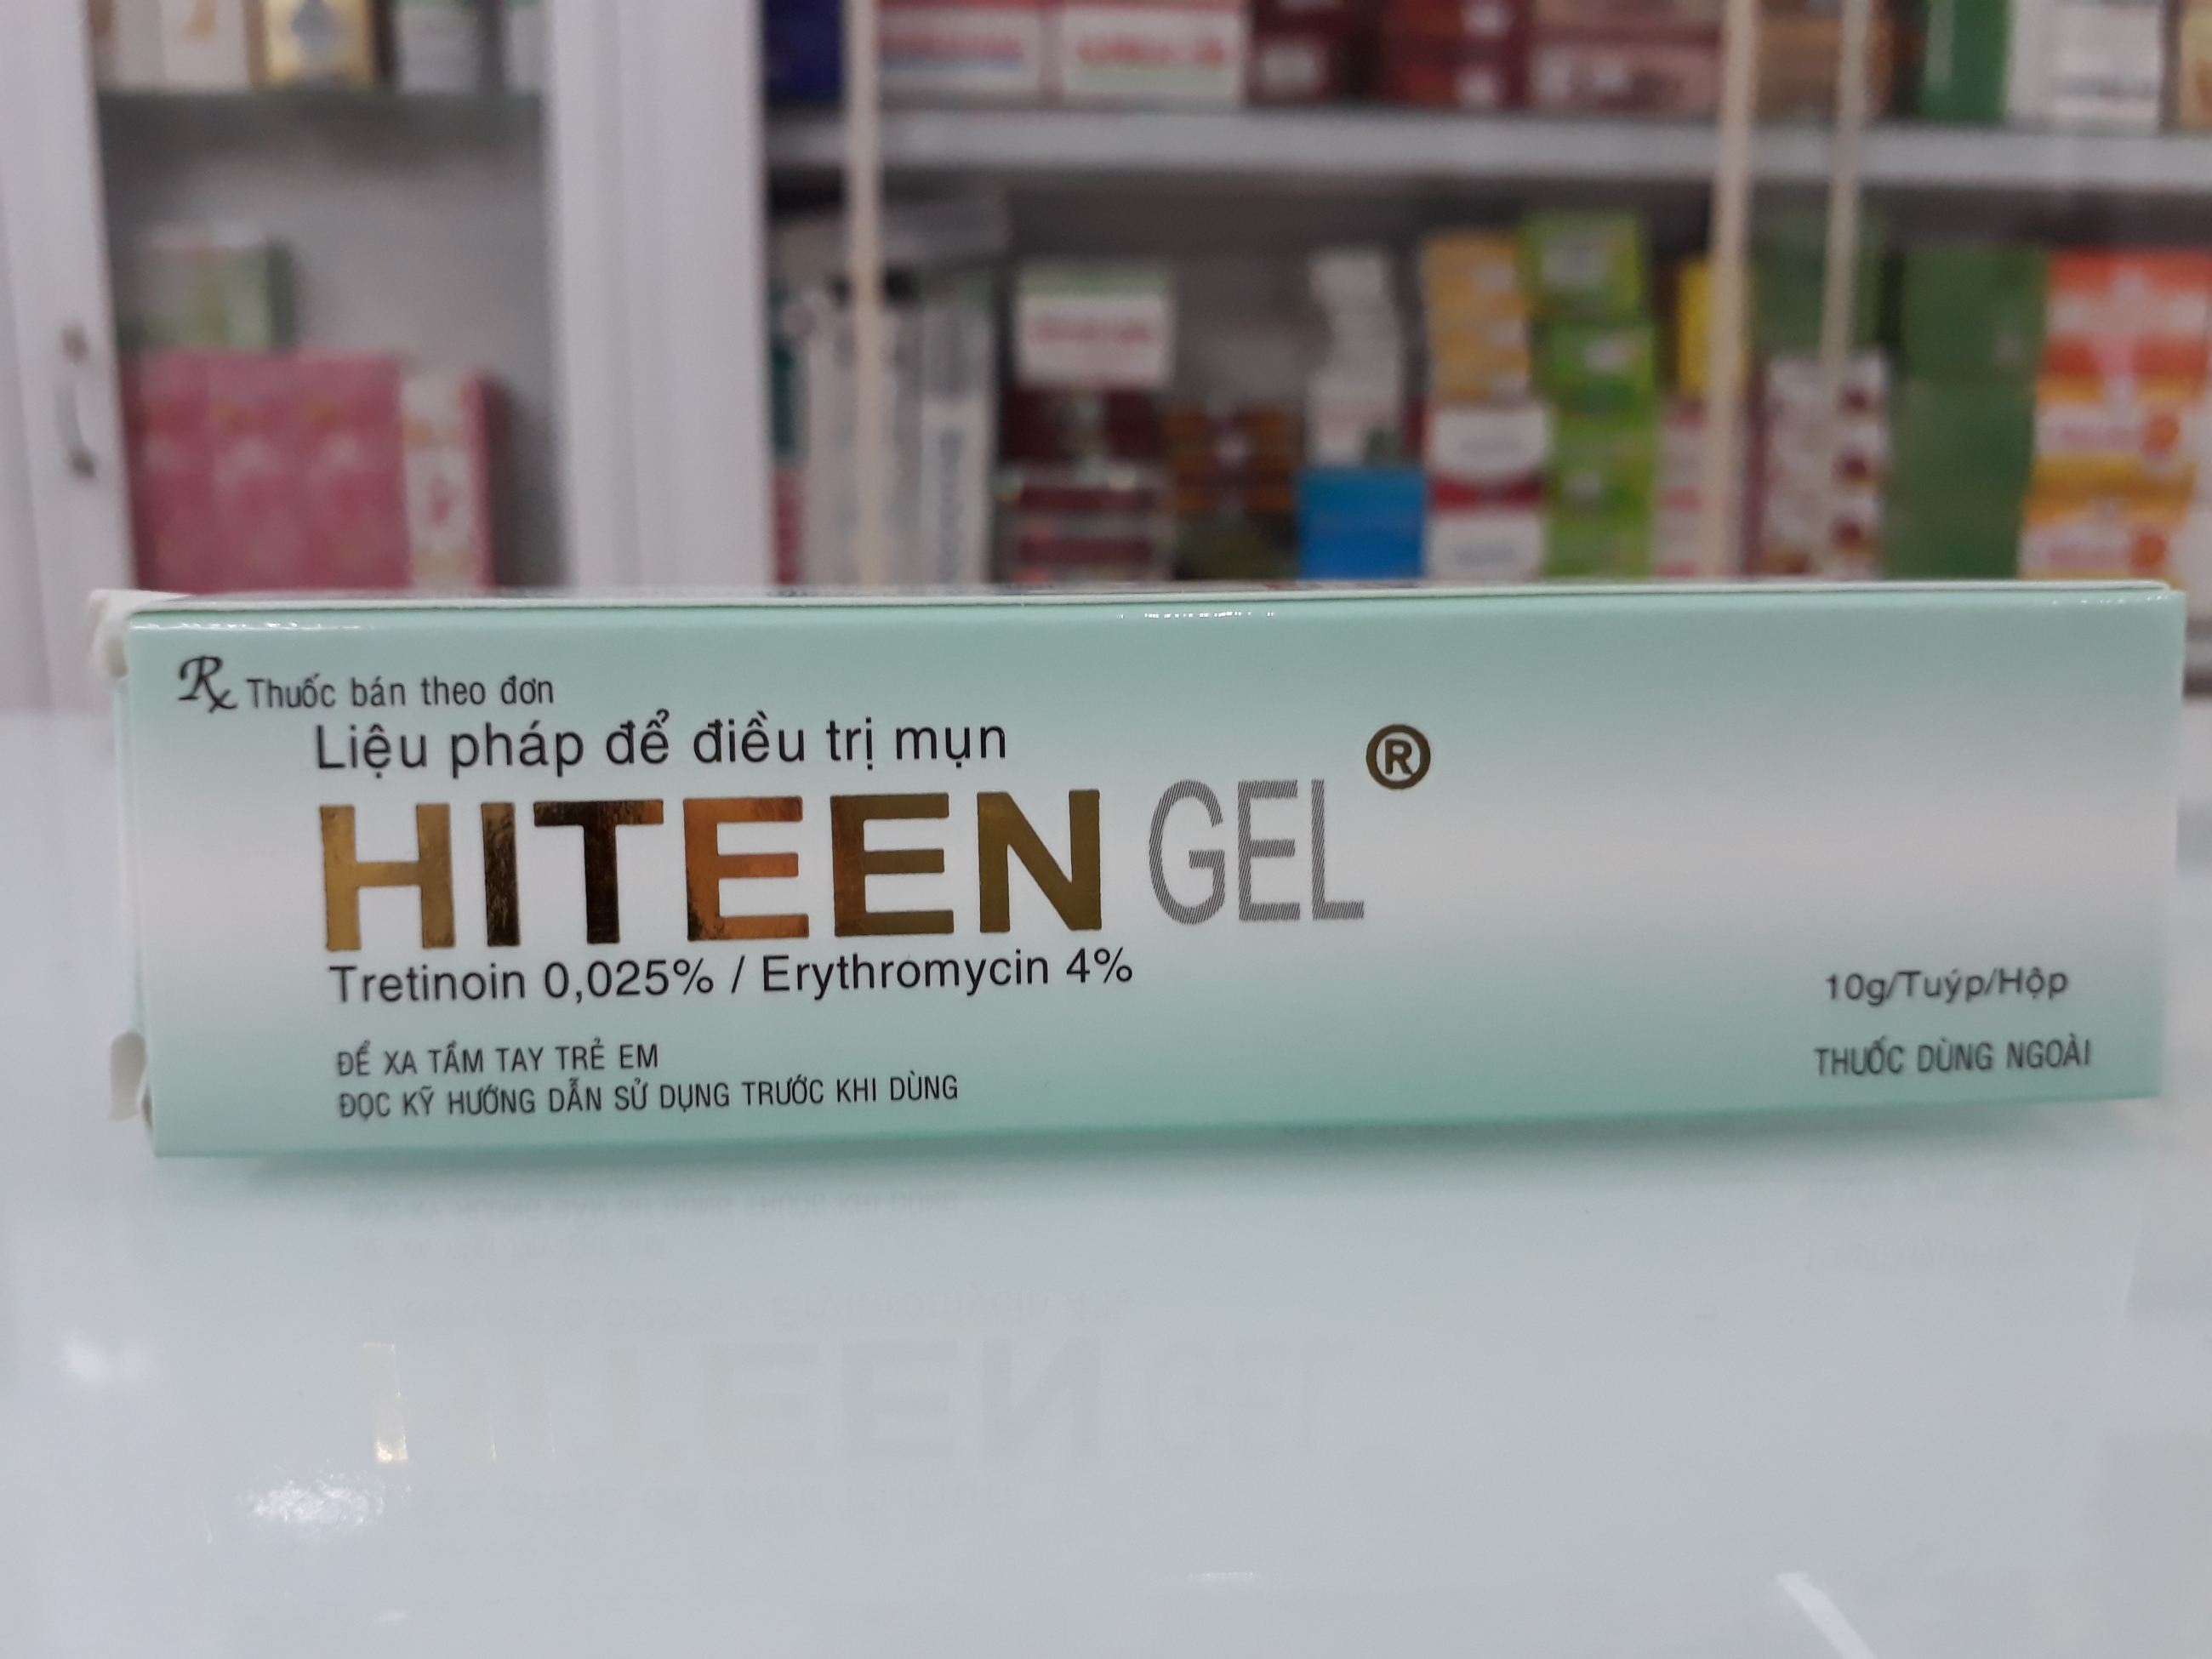 Rx Thuốc bán theo đơn
Liệu pháp để điều trị mụn
HITEEN GEL ®
Tretinoin 0,025% / Erythromycin 4%
10g/Tuýp/Hộp
ĐỂ XA TẦM TAY TRẺ EM
THUỐC DÙNG NGOÀI
ĐỌC KỸ HƯỚNG DẪN SỬ DỤNG TRƯỚC KHI DÙNG